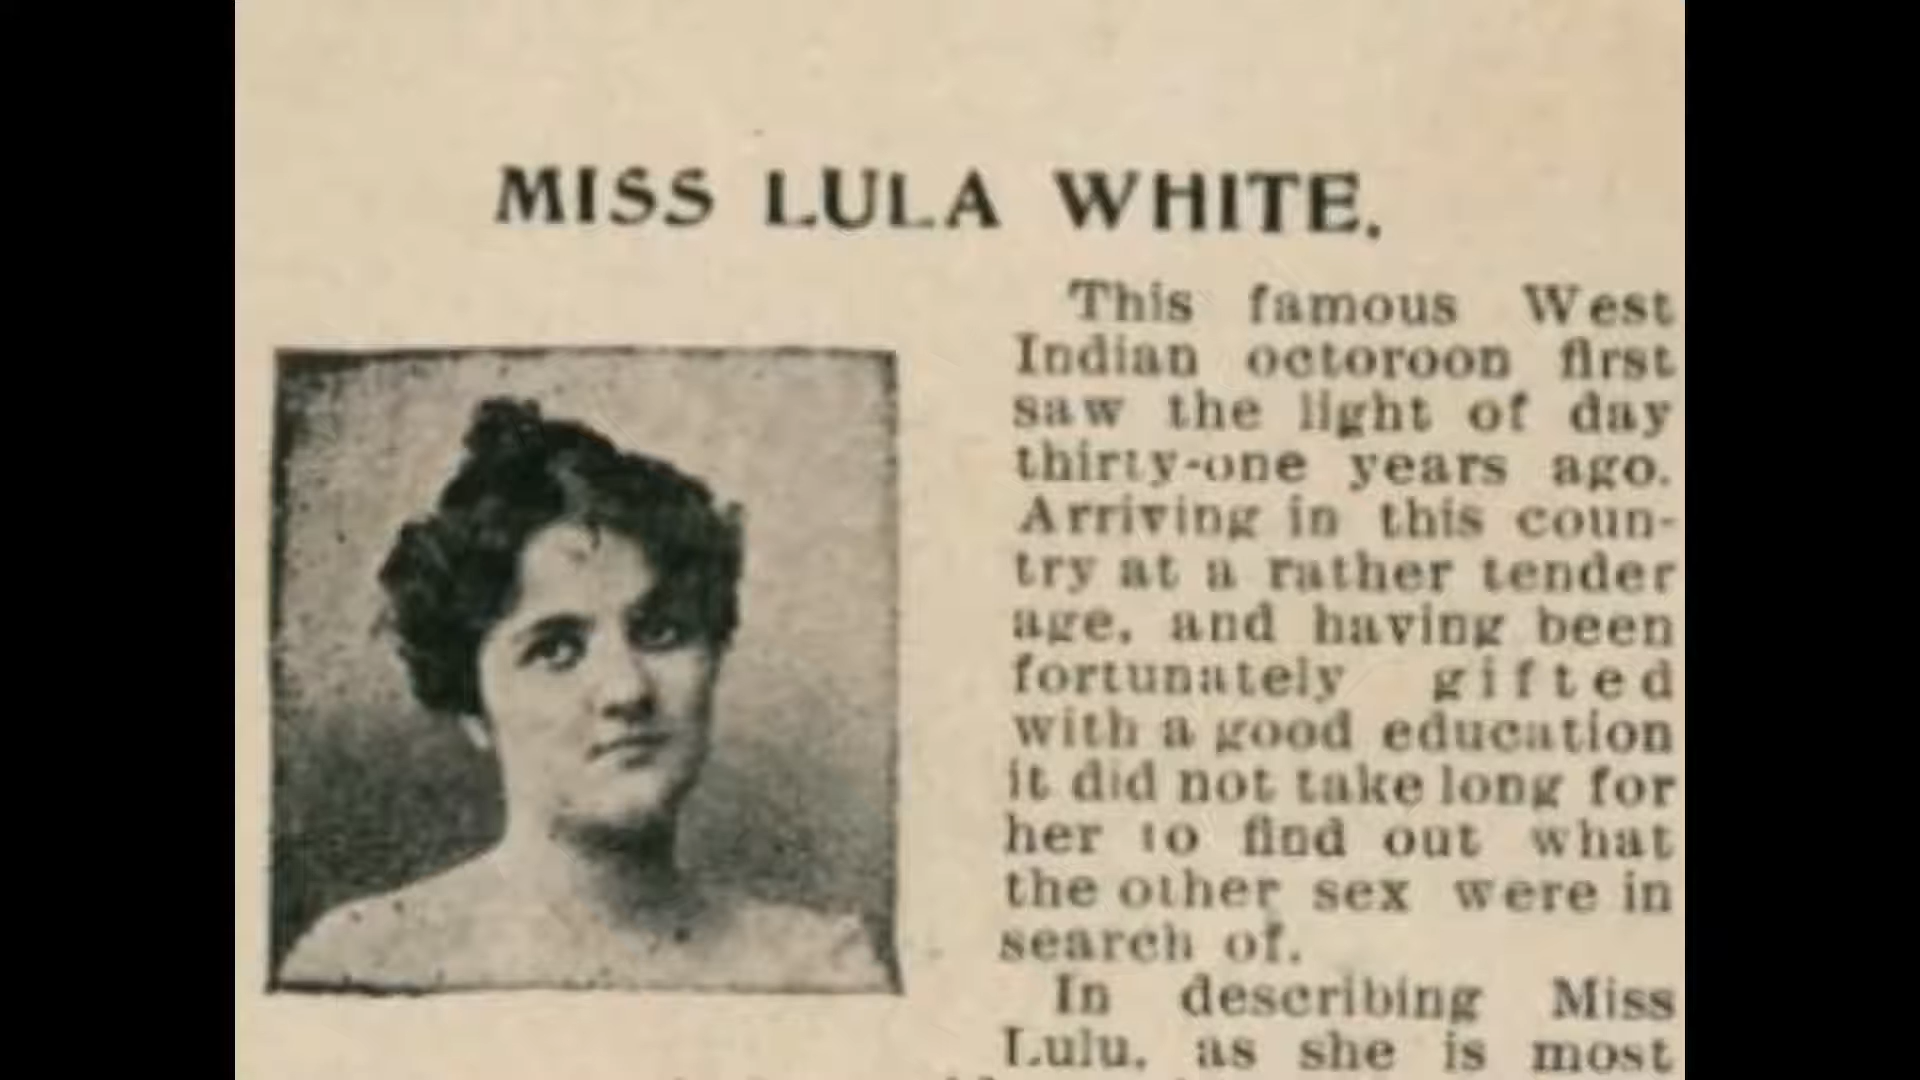 MISS LULA WHITE.
This famous West
Indian octoroon first
saw the light of day
thirty-one years ago.
Arriving in this coun-
try at a rather tender
age, and having been
fortunately gifted
with a good education
it did not take long for
her to find out what
the other sex were in
search of.
In describing Miss
Lulu, as she is most